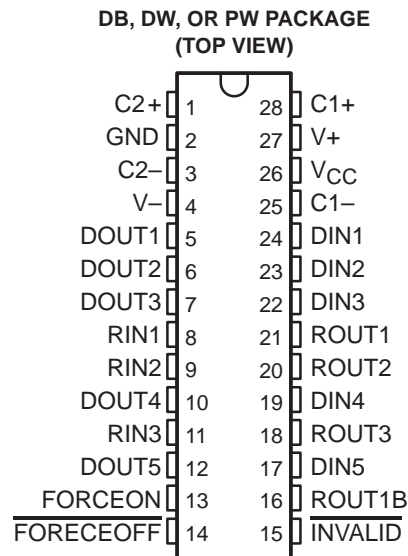 DB, DW, OR PW PACKAGE
(TOP VIEW)
C2+ 1 28 C1+
GND 2 27 V+
C2– 3 26 VCC
V– 4 25 C1–
DOUT1 5 24 DIN1
DOUT2 6 23 DIN2
DOUT3 7 22 DIN3
RIN1 8 21 ROUT1
RIN2 9 20 ROUT2
DOUT4 10 19 DIN4
RIN3 11 18 ROUT3
DOUT5 12 17 DIN5
FORCEON 13 16 ROUT1B
FORECEOFF 14 15 INVALID